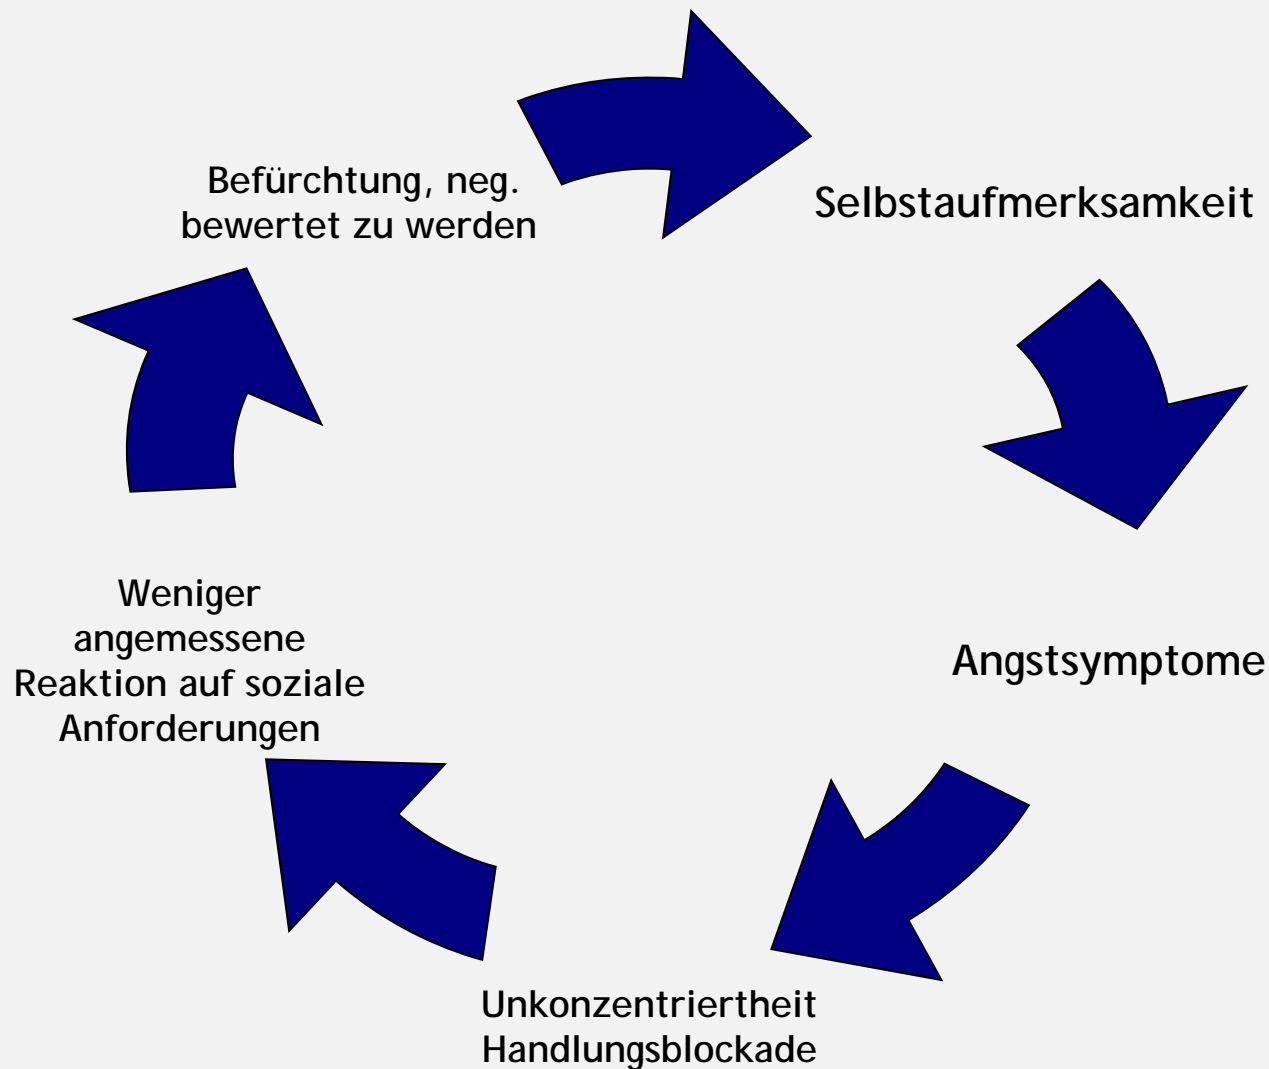 Befürchtung, neg.
bewertet zu werden
Selbstaufmerksamkeit
Angstsymptome
Unkonzentriertheit
Handlungsblockade
Weniger
angemessene
Reaktion auf soziale
Anforderungen